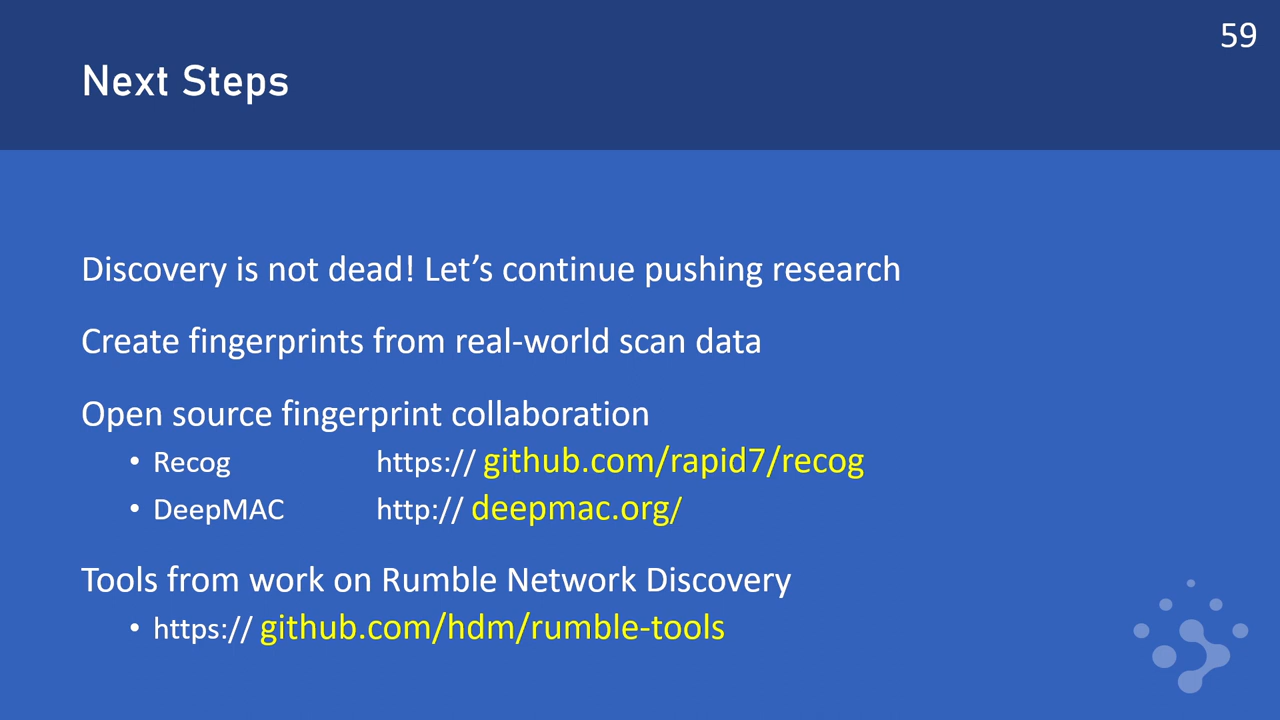 59
Next Steps
Discovery is not dead! Let’s continue pushing research
Create fingerprints from real-world scan data
Open source fingerprint collaboration
• Recog https:// github.com/rapid7/recog
• DeepMAC http:// deepmac.org/
Tools from work on Rumble Network Discovery
• https:// github.com/hdm/rumble-tools